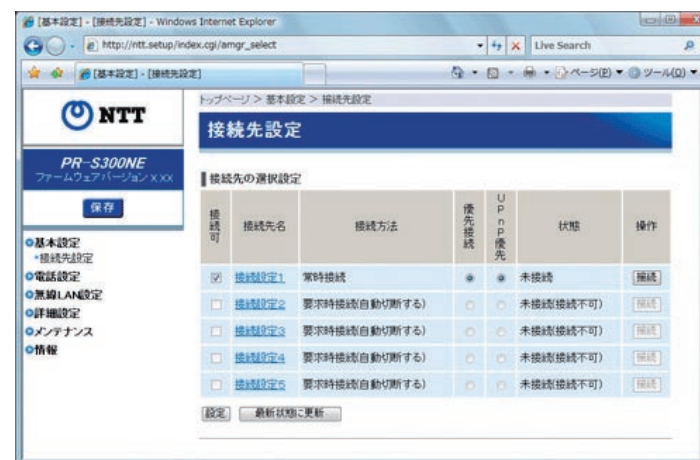 [基本設定] - [接続先設定] - Windows Internet Explorer
http://ntt.setup/index.cgi/amgr_select
Live Search
[基本設定] - [接続先設定]
ページ(P)
ツール(O)
トップページ > 基本設定 > 接続先設定
NTT
接続先設定
PR-S300NE
ファームウェアバージョン x.xx
保存
基本設定
接続先設定
電話設定
無線LAN設定
詳細設定
メンテナンス
情報
接続先の選択設定
接続可 接続先名 接続方法 優先接続 UPnP優先 状態 操作
接続設定1 常時接続 未接続 接続
接続設定2 要求時接続(自動切断する) 未接続(接続不可) 接続
接続設定3 要求時接続(自動切断する) 未接続(接続不可) 接続
接続設定4 要求時接続(自動切断する) 未接続(接続不可) 接続
接続設定5 要求時接続(自動切断する) 未接続(接続不可) 接続
設定 最新状態に更新